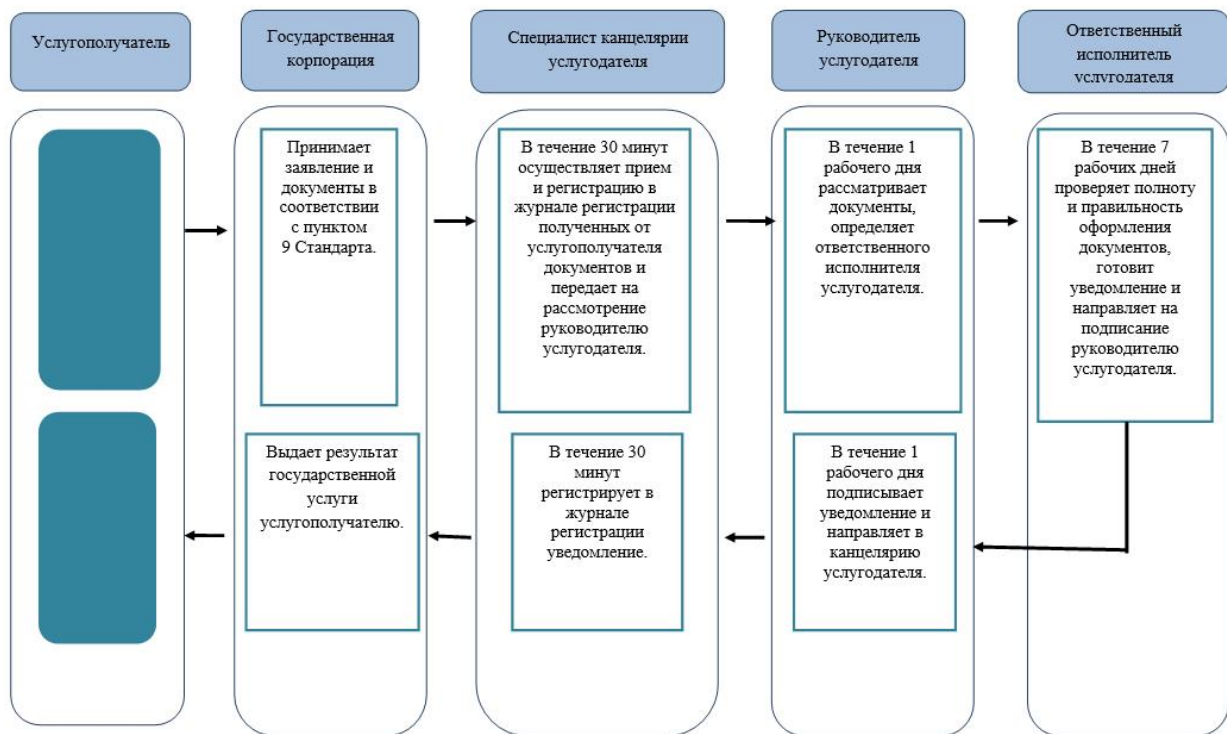 Услугополучатель
Государственная
корпорация
Специалист канцелярии
услугодателя
Руководитель
услугодателя
Ответственный
исполнитель
услугодателя
Принимает
заявление и
документы в
соответствии
с пунктом
9 Стандарта.
В течение 30 минут
осуществляет прием
и регистрацию в
журнале регистрации
полученных от
услугополучателя
документов и
передает на
рассмотрение
руководителю
услугодателя.
В течение 1
рабочего дня
рассматривает
документы,
определяет
ответственного
исполнителя
услугодателя.
В течение 7
рабочих дней
проверяет полноту
и правильность
оформления
документов,
готовит
уведомление и
направляет на
подписание
руководителю
услугодателя.
Выдает результат
государственной
услуги
услугополучателю.
В течение 30
минут
регистрирует в
журнале
регистрации
уведомление.
В течение 1
рабочего дня
подписывает
уведомление и
направляет в
канцелярию
услугодателя.